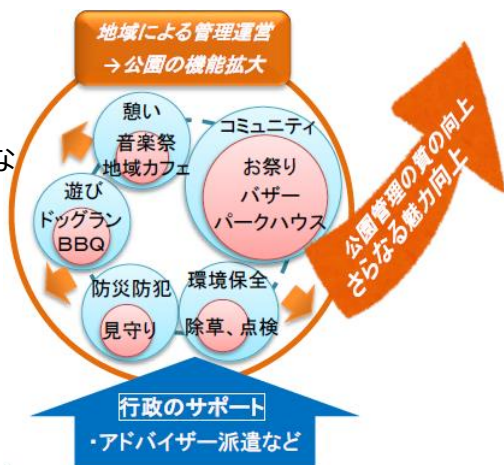 地域による管理運営
→公園の機能拡大
憩い
音楽祭
地域カフェ
コミュニティ
お祭り
バザー
パークハウス
な
遊び
ドッグラン
BBQ
防災防犯
見守り
環境保全
除草、点検
公園管理の質の向上
さらなる魅力向上
行政のサポート
・アドバイザー派遣など